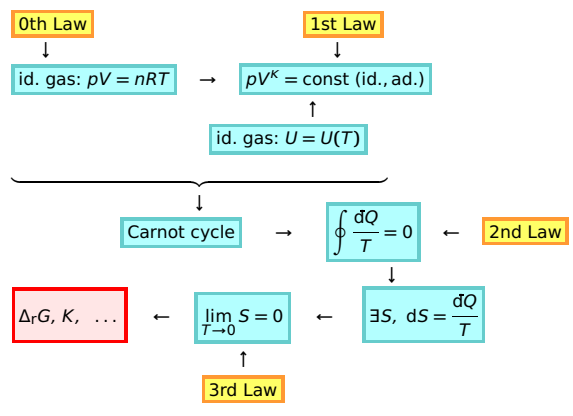 0th Law
1st Law
↓ ↓
id. gas: pV = nRT → pV^κ = const (id., ad.)
↑
id. gas: U = U(T)
↓
Carnot cycle → ∮ đQ/T = 0 ← 2nd Law
↓
Δ_rG, K, ... ← lim_{T→0} S = 0 ← ∃S, dS = đQ/T
↑
3rd Law